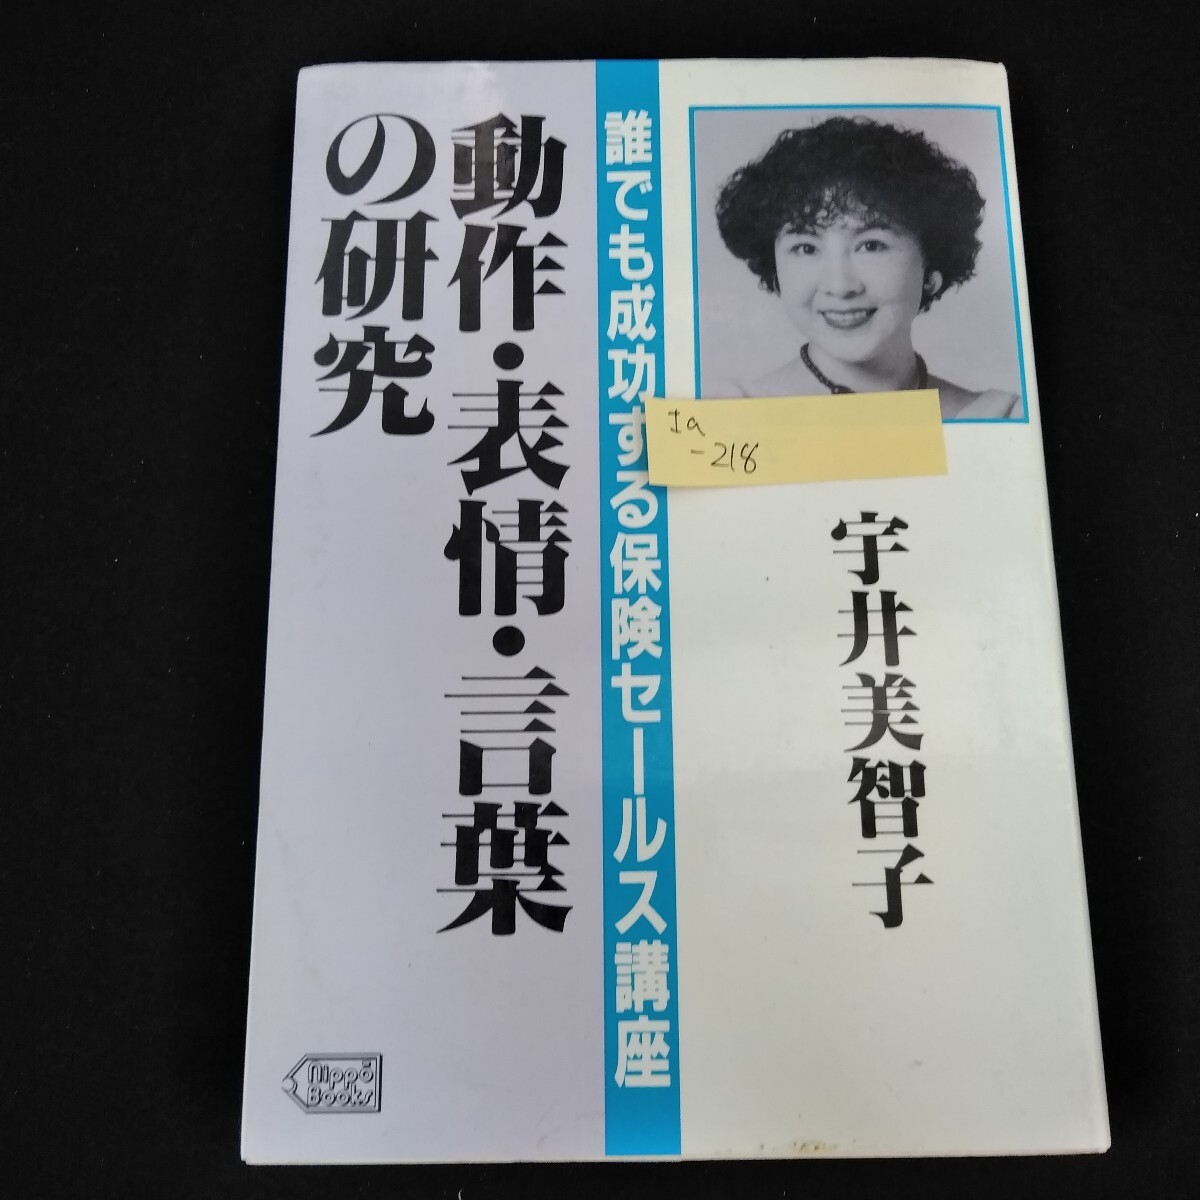 動作・表情・言葉
の研究
誰でも成功する保険セールス講座
宇井美智子
Ia
-218
Nippō
Books